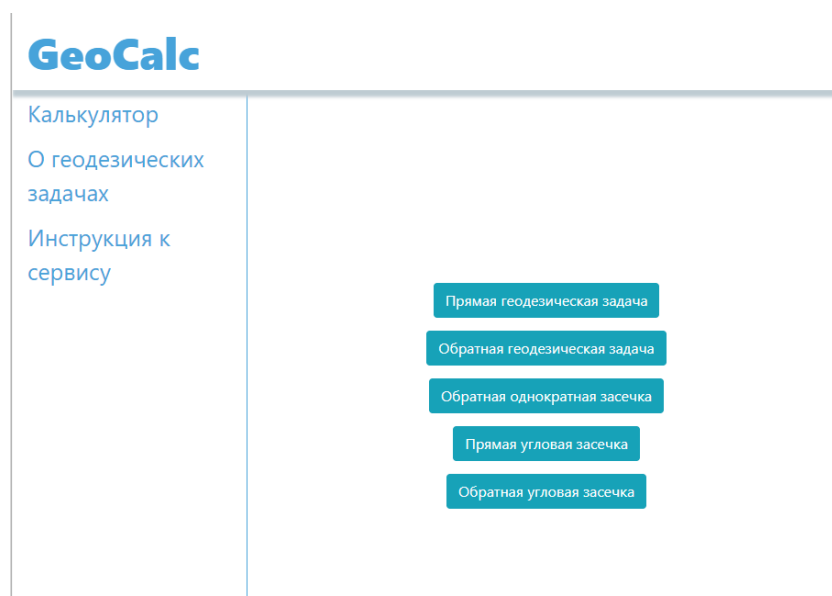 GeoCalc
Калькулятор
О геодезических
задачах
Инструкция к
сервису
Прямая геодезическая задача
Обратная геодезическая задача
Обратная однократная засечка
Прямая угловая засечка
Обратная угловая засечка